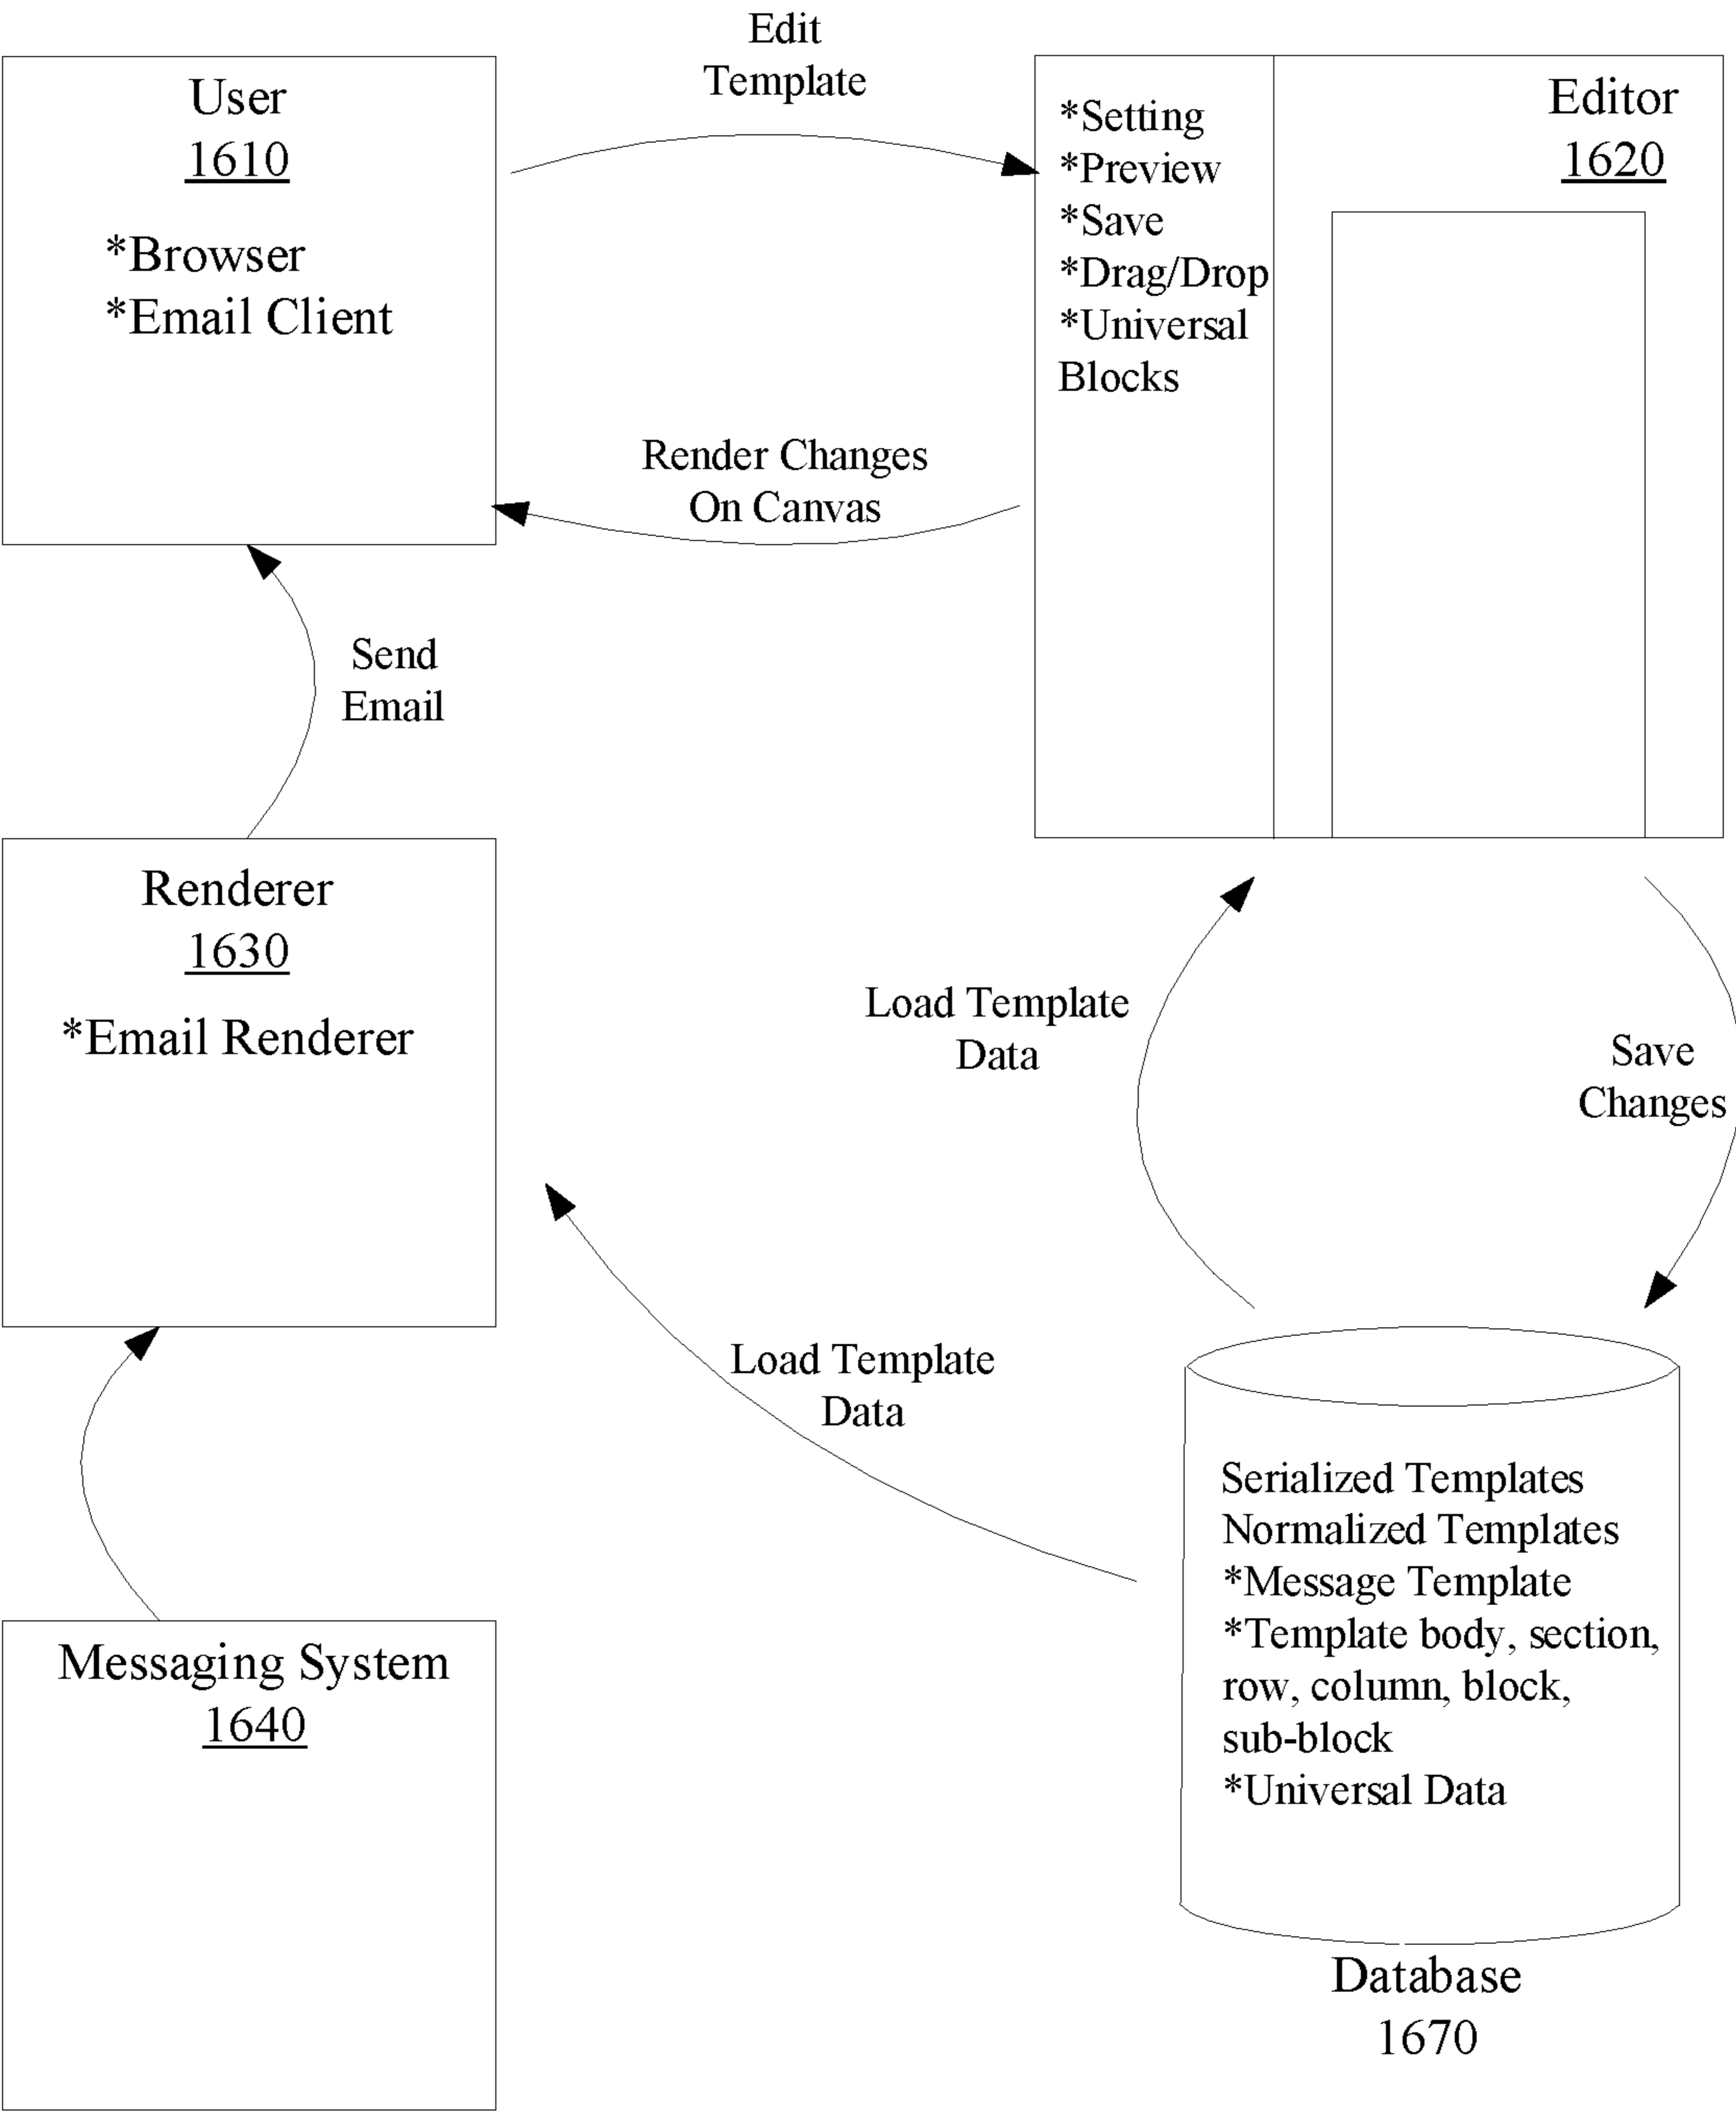 Edit
Template
User
1610
*Browser
*Email Client
*Setting
*Preview
*Save
*Drag/Drop
*Universal
Blocks
Editor
1620
Render Changes
On Canvas
Send
Email
Renderer
1630
*Email Renderer
Load Template
Data
Save
Changes
Load Template
Data
Serialized Templates
Normalized Templates
*Message Template
*Template body, section,
row, column, block,
sub-block
*Universal Data
Messaging System
1640
Database
1670